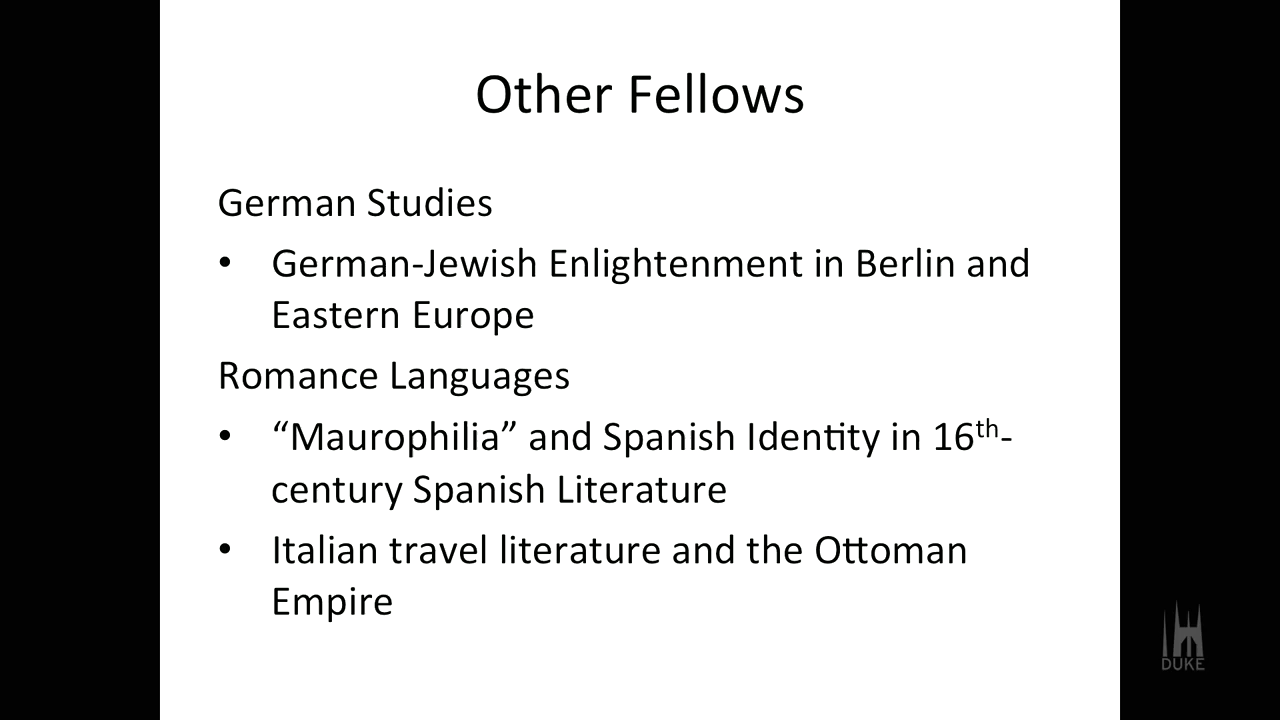 Other Fellows
German Studies
• German-Jewish Enlightenment in Berlin and
Eastern Europe
Romance Languages
• “Maurophilia” and Spanish Identity in 16th-
century Spanish Literature
• Italian travel literature and the Ottoman
Empire
DUKE